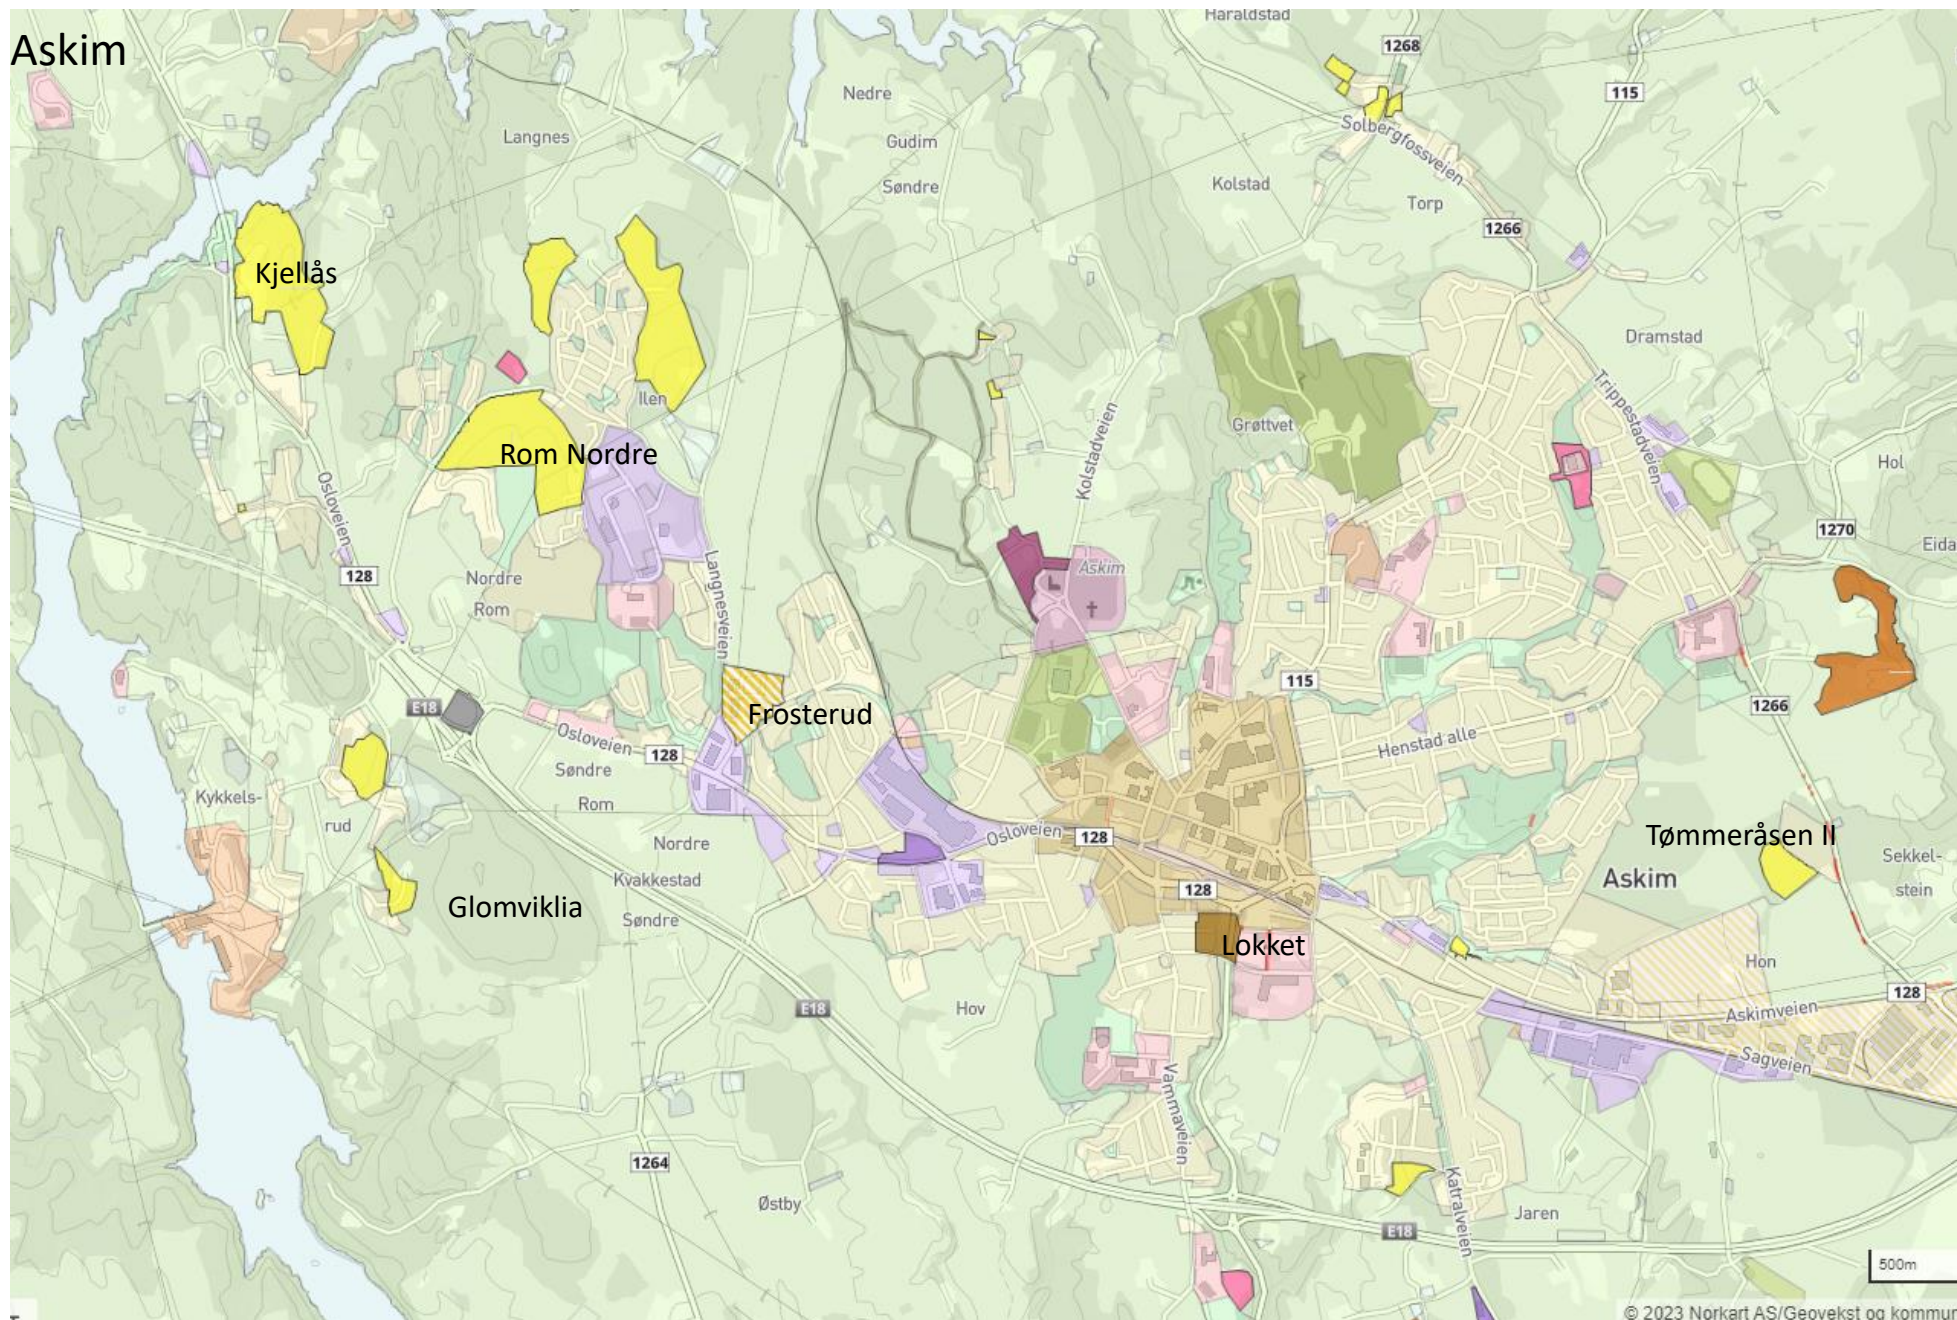 Askim
Haraldstad
1268
115
Nedre
Langnes
Gudim
Solbergfossveien
Søndre
Kolstad
Torp
1266
Kjellås
Dramstad
Trippestadveien
Ilen
Grøttvet
Kolstadveien
Rom Nordre
Hol
Osloveien
1270
Eida
128
Nordre
Rom
Langnesveien
Askim
115
1266
E18
Frosterud
Osloveien
128
Henstad alle
Søndre
Rom
Kykkels-
rud
Nordre
Osloveien
128
Tømmeråsen II
Sekkel-
stein
Kvakkestad
Askim
128
Glomviklia
Søndre
Lokket
Hon
128
E18
Hov
Askimveien
Sagveien
Vammaveien
1264
Østby
Katralveien
Jaren
E18
500m
© 2023 Norkart AS/Geovekst og kommun